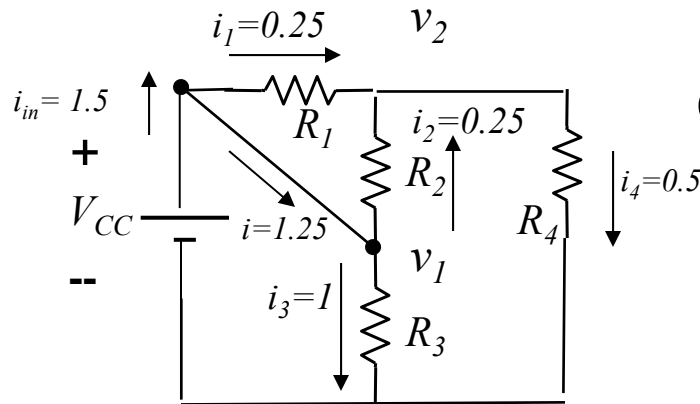 i1=0.25
v2
iin= 1.5
(
R1
i2=0.25
+
R2
i4=0.5
VCC
i=1.25
R4
v1
--
i3=1
R3